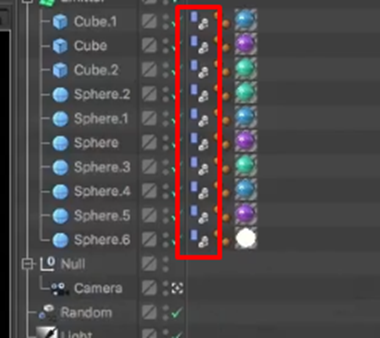 Emitter
Cube.1
Cube
Cube.2
Sphere.2
Sphere.1
Sphere
Sphere.3
Sphere.4
Sphere.5
Sphere.6
Null
Camera
Random
Light